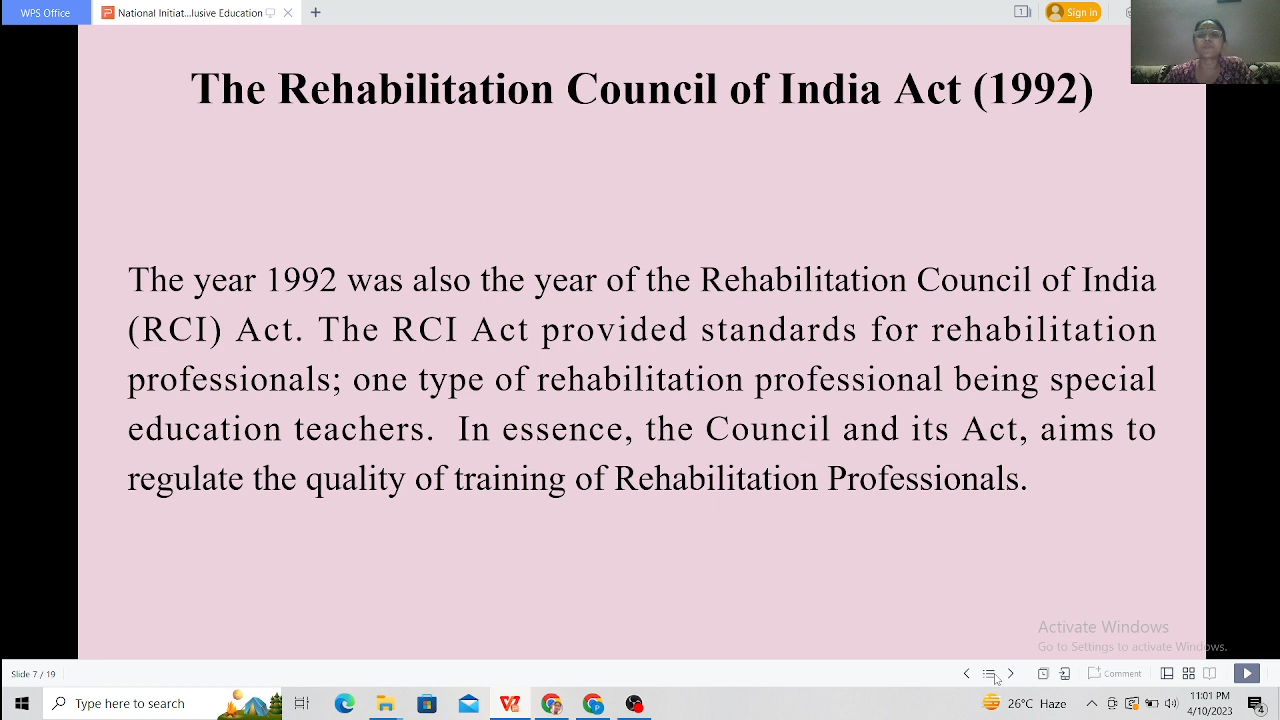 WPS Office
National Initiat...lusive Education
Sign in
The Rehabilitation Council of India Act (1992)
The year 1992 was also the year of the Rehabilitation Council of India
(RCI) Act. The RCI Act provided standards for rehabilitation
professionals; one type of rehabilitation professional being special
education teachers. In essence, the Council and its Act, aims to
regulate the quality of training of Rehabilitation Professionals.
Activate Windows
Go to Settings to activate Windows.
Slide 7 / 19
Comment
Type here to search
26°C Haze
11:01 PM
4/10/2023
4